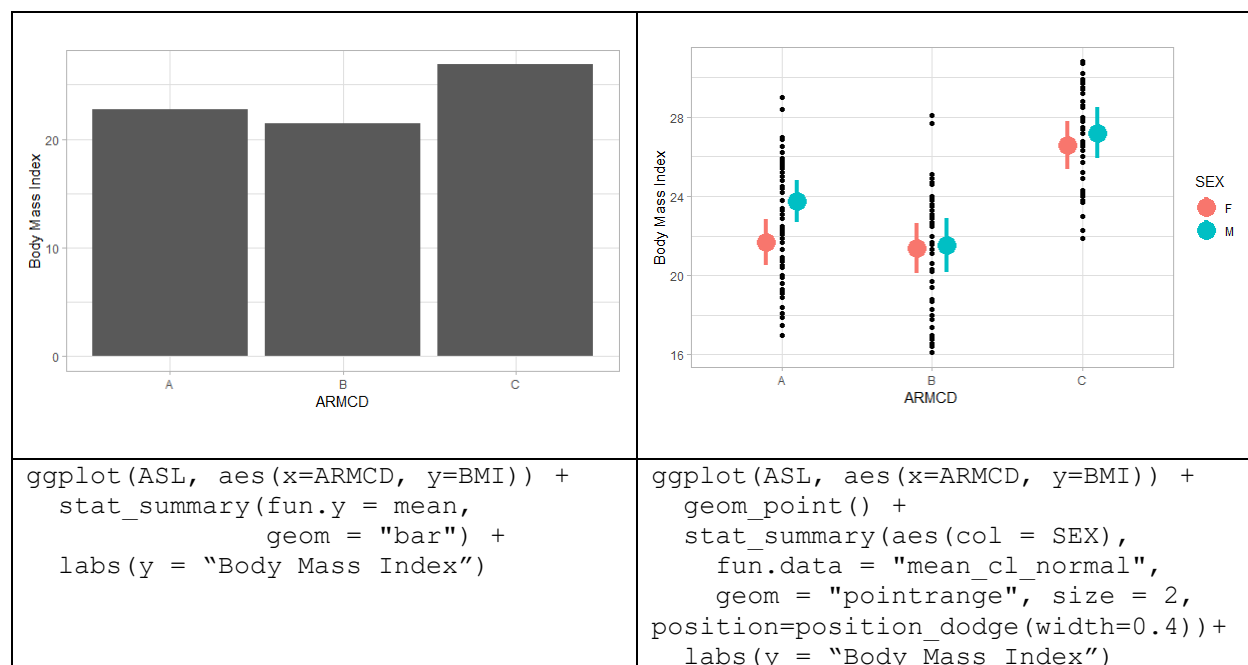 Body Mass Index
20
10
0
A B C
ARMCD
Body Mass Index
28
24
20
16
A B C
ARMCD
SEX
F
M
ggplot(ASL, aes(x=ARMCD, y=BMI)) +
  stat_summary(fun.y = mean,
               geom = "bar") +
  labs(y = “Body Mass Index”)
ggplot(ASL, aes(x=ARMCD, y=BMI)) +
  geom_point() +
  stat_summary(aes(col = SEX),
    fun.data = "mean_cl_normal",
    geom = "pointrange", size = 2,
position=position_dodge(width=0.4))+
  labs(y = “Body Mass Index”)